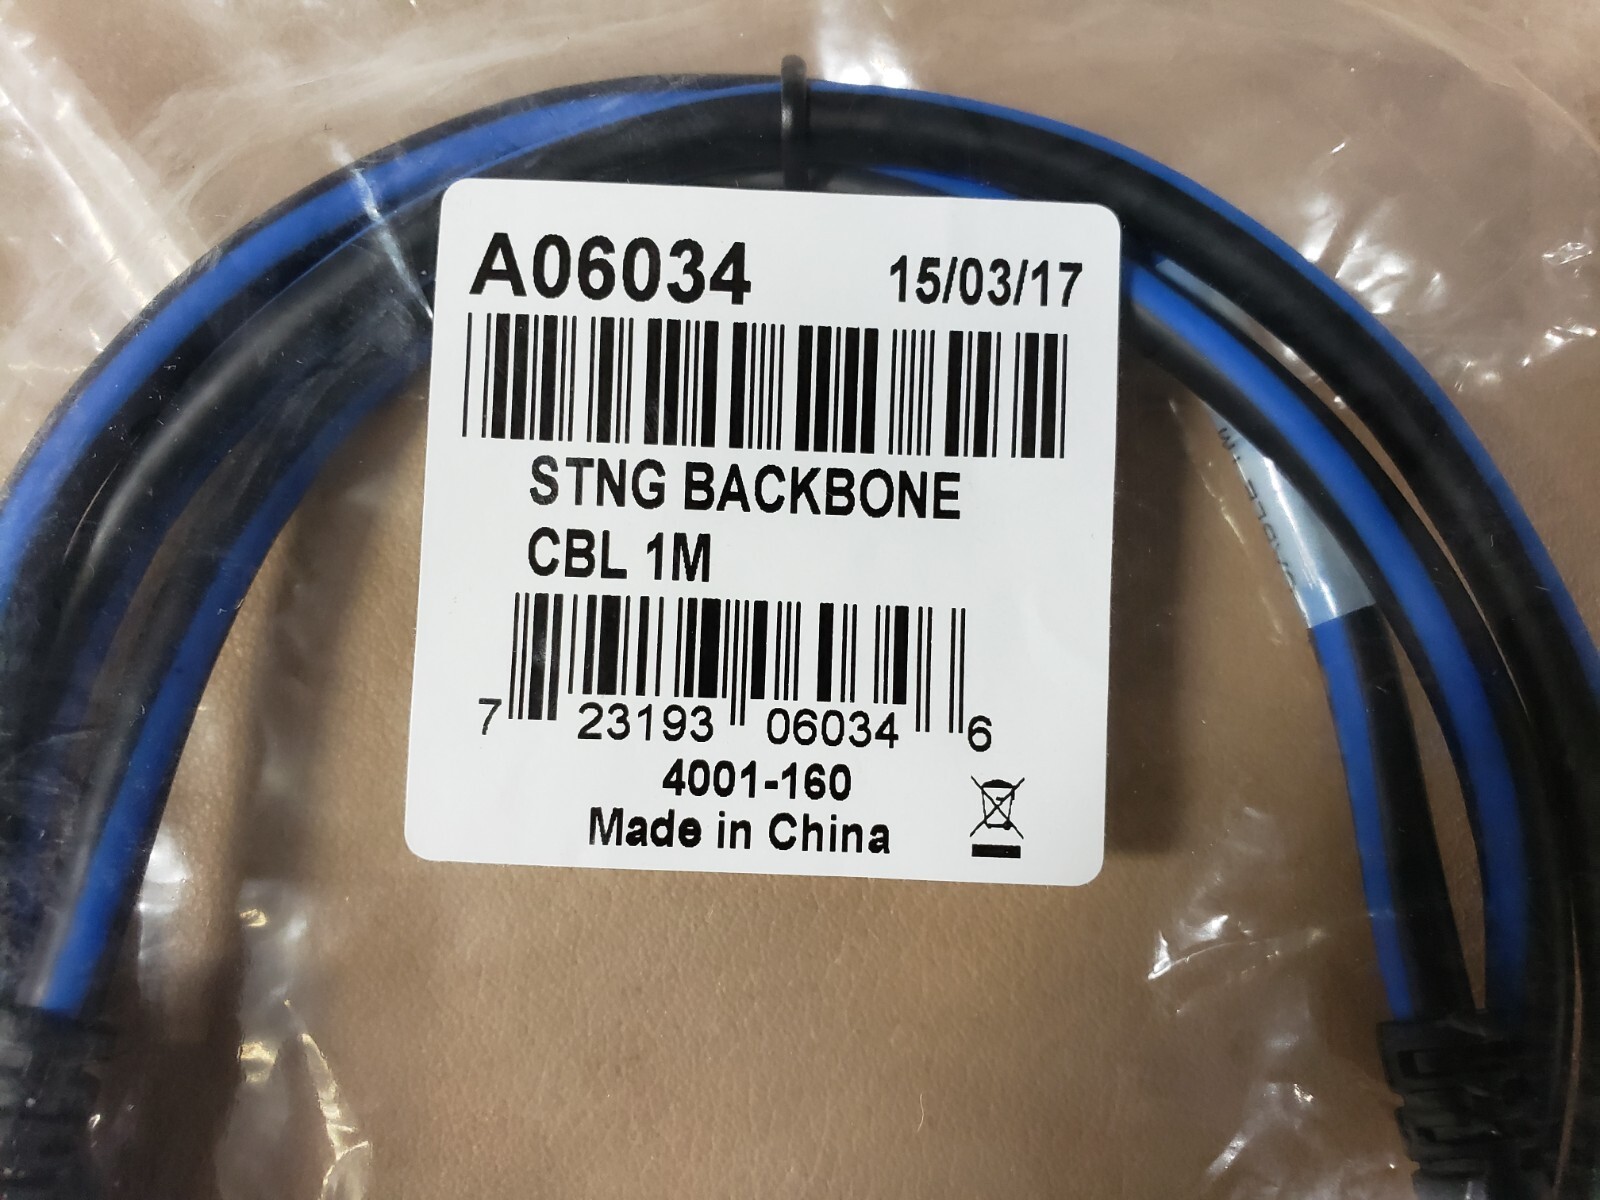 A06034 15/03/17
STNG BACKBONE
CBL 1M
7 23193 06034 6
4001-160
Made in China